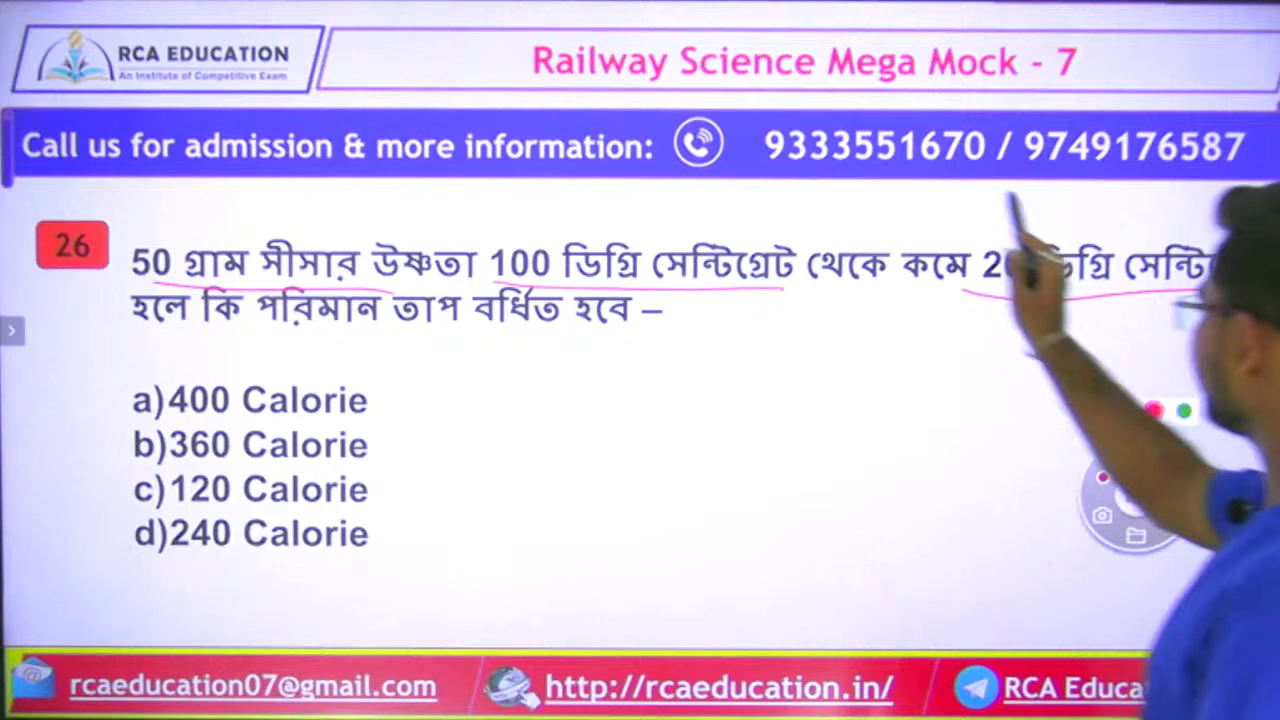 RCA EDUCATION
An Institute of Competitive Exam
Railway Science Mega Mock - 7
Call us for admission & more information: 9333551670 / 9749176587
26
50 গ্রাম সীসার উষ্ণতা 100 ডিগ্রি সেন্টিগ্রেট থেকে কমে ডিগ্রি
হলে কি পরিমান তাপ বর্ধিত হবে –
a)400 Calorie
b)360 Calorie
c)120 Calorie
d)240 Calorie
rcaeducation07@gmail.com
http://rcaeducation.in/
RCA